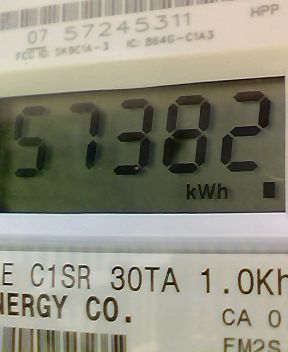 07 57245311
HPP
FCC ID: SK9C1A-3 IC: 864G-C1A3
57382
kWh
E C1SR 30TA 1.0Kh
NERGY CO.
CA 0
FM2S